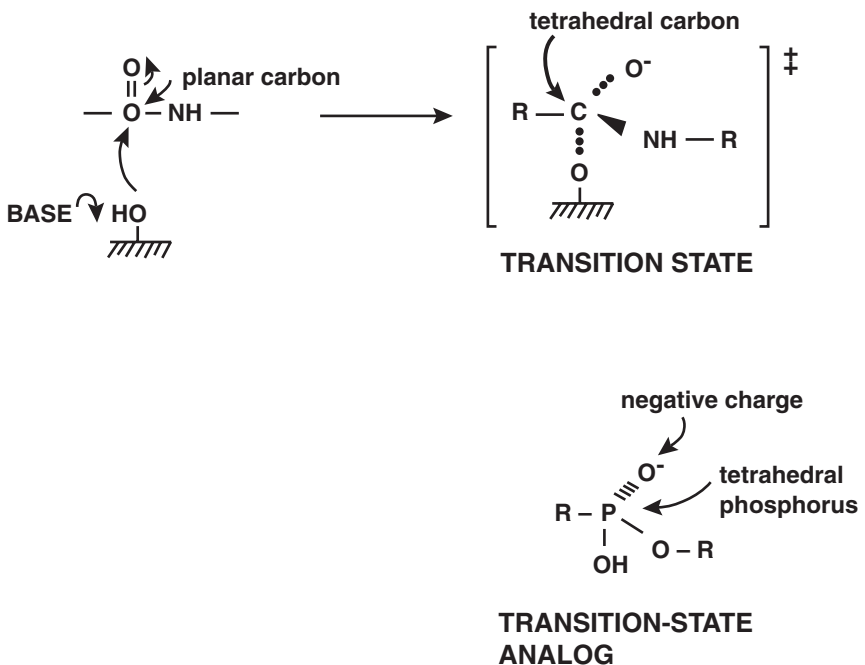 tetrahedral carbon
O
planar carbon
O-
‡
— O – NH —
R — C
NH — R
O
BASE
HO
TRANSITION STATE
negative charge
O-
tetrahedral
phosphorus
R – P
O – R
OH
TRANSITION-STATE
ANALOG